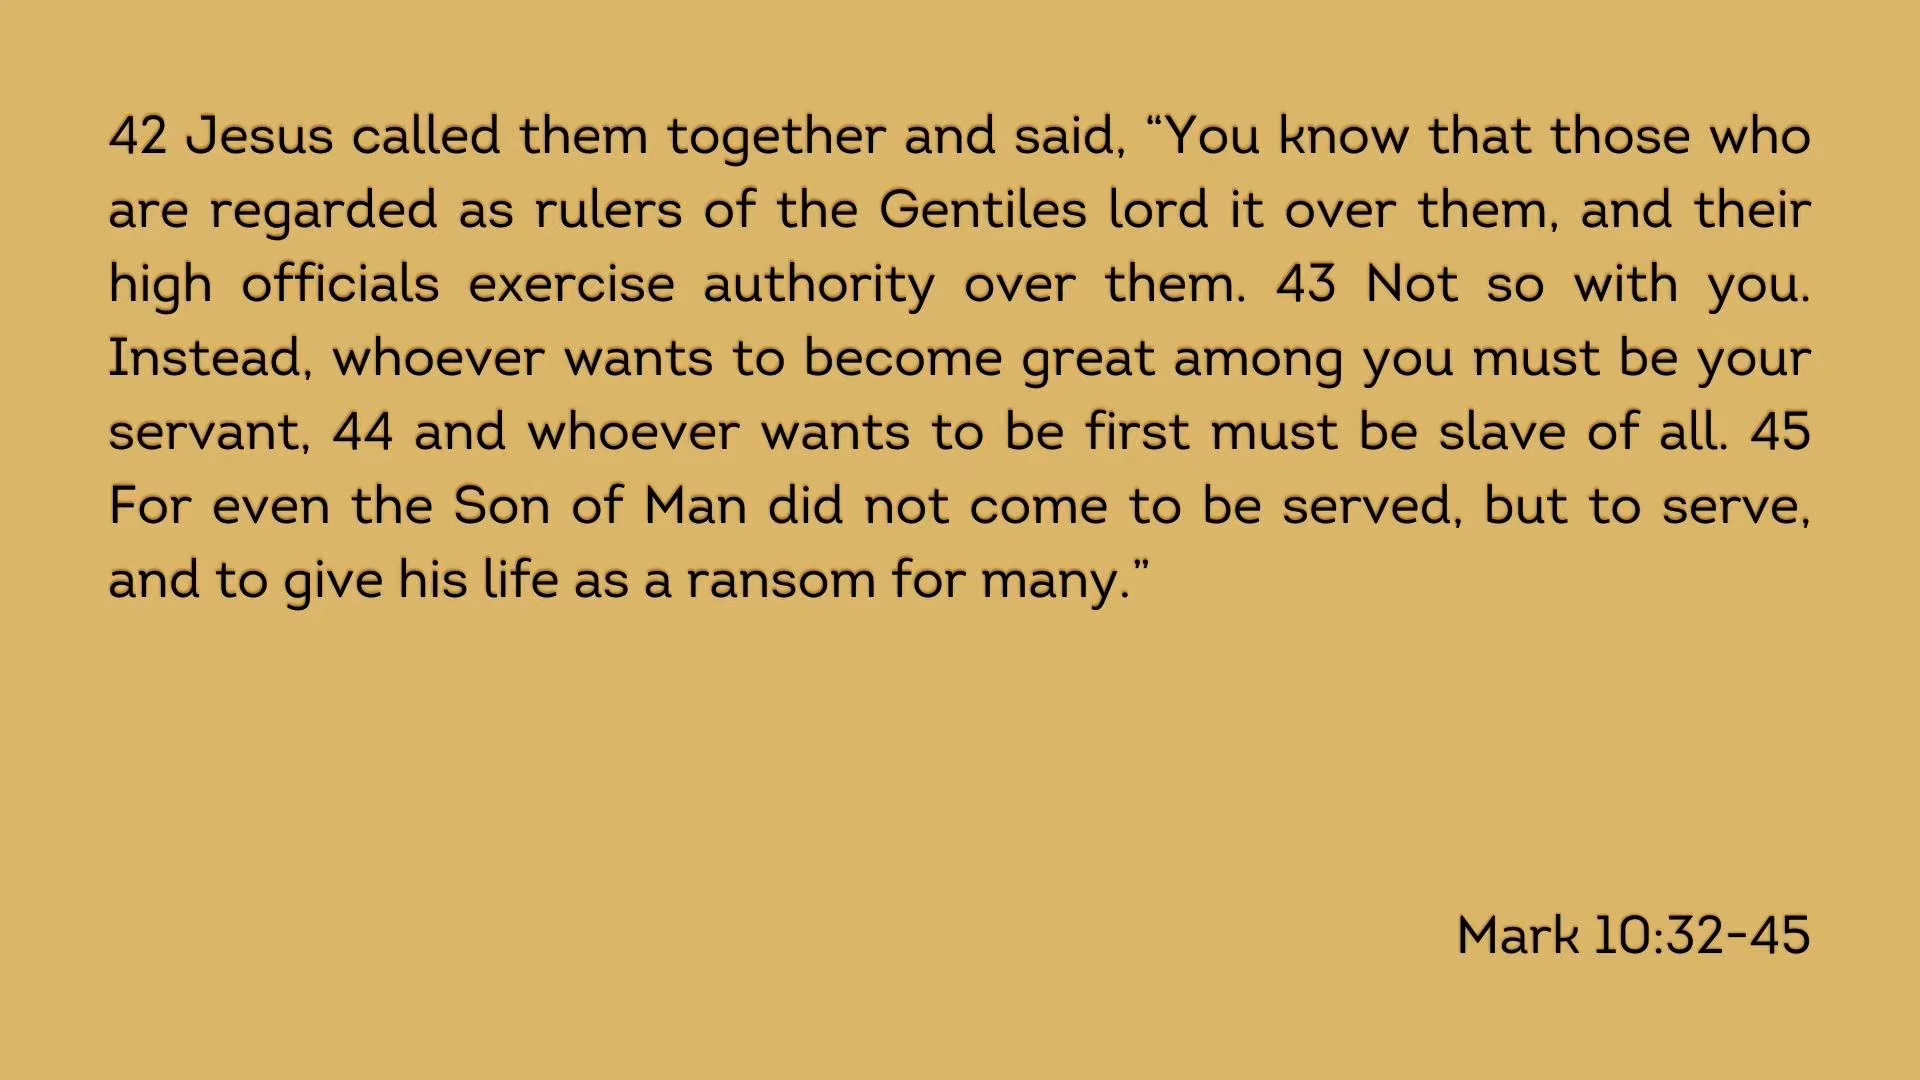 42 Jesus called them together and said, “You know that those who
are regarded as rulers of the Gentiles lord it over them, and their
high officials exercise authority over them. 43 Not so with you.
Instead, whoever wants to become great among you must be your
servant, 44 and whoever wants to be first must be slave of all. 45
For even the Son of Man did not come to be served, but to serve,
and to give his life as a ransom for many.”
Mark 10:32-45